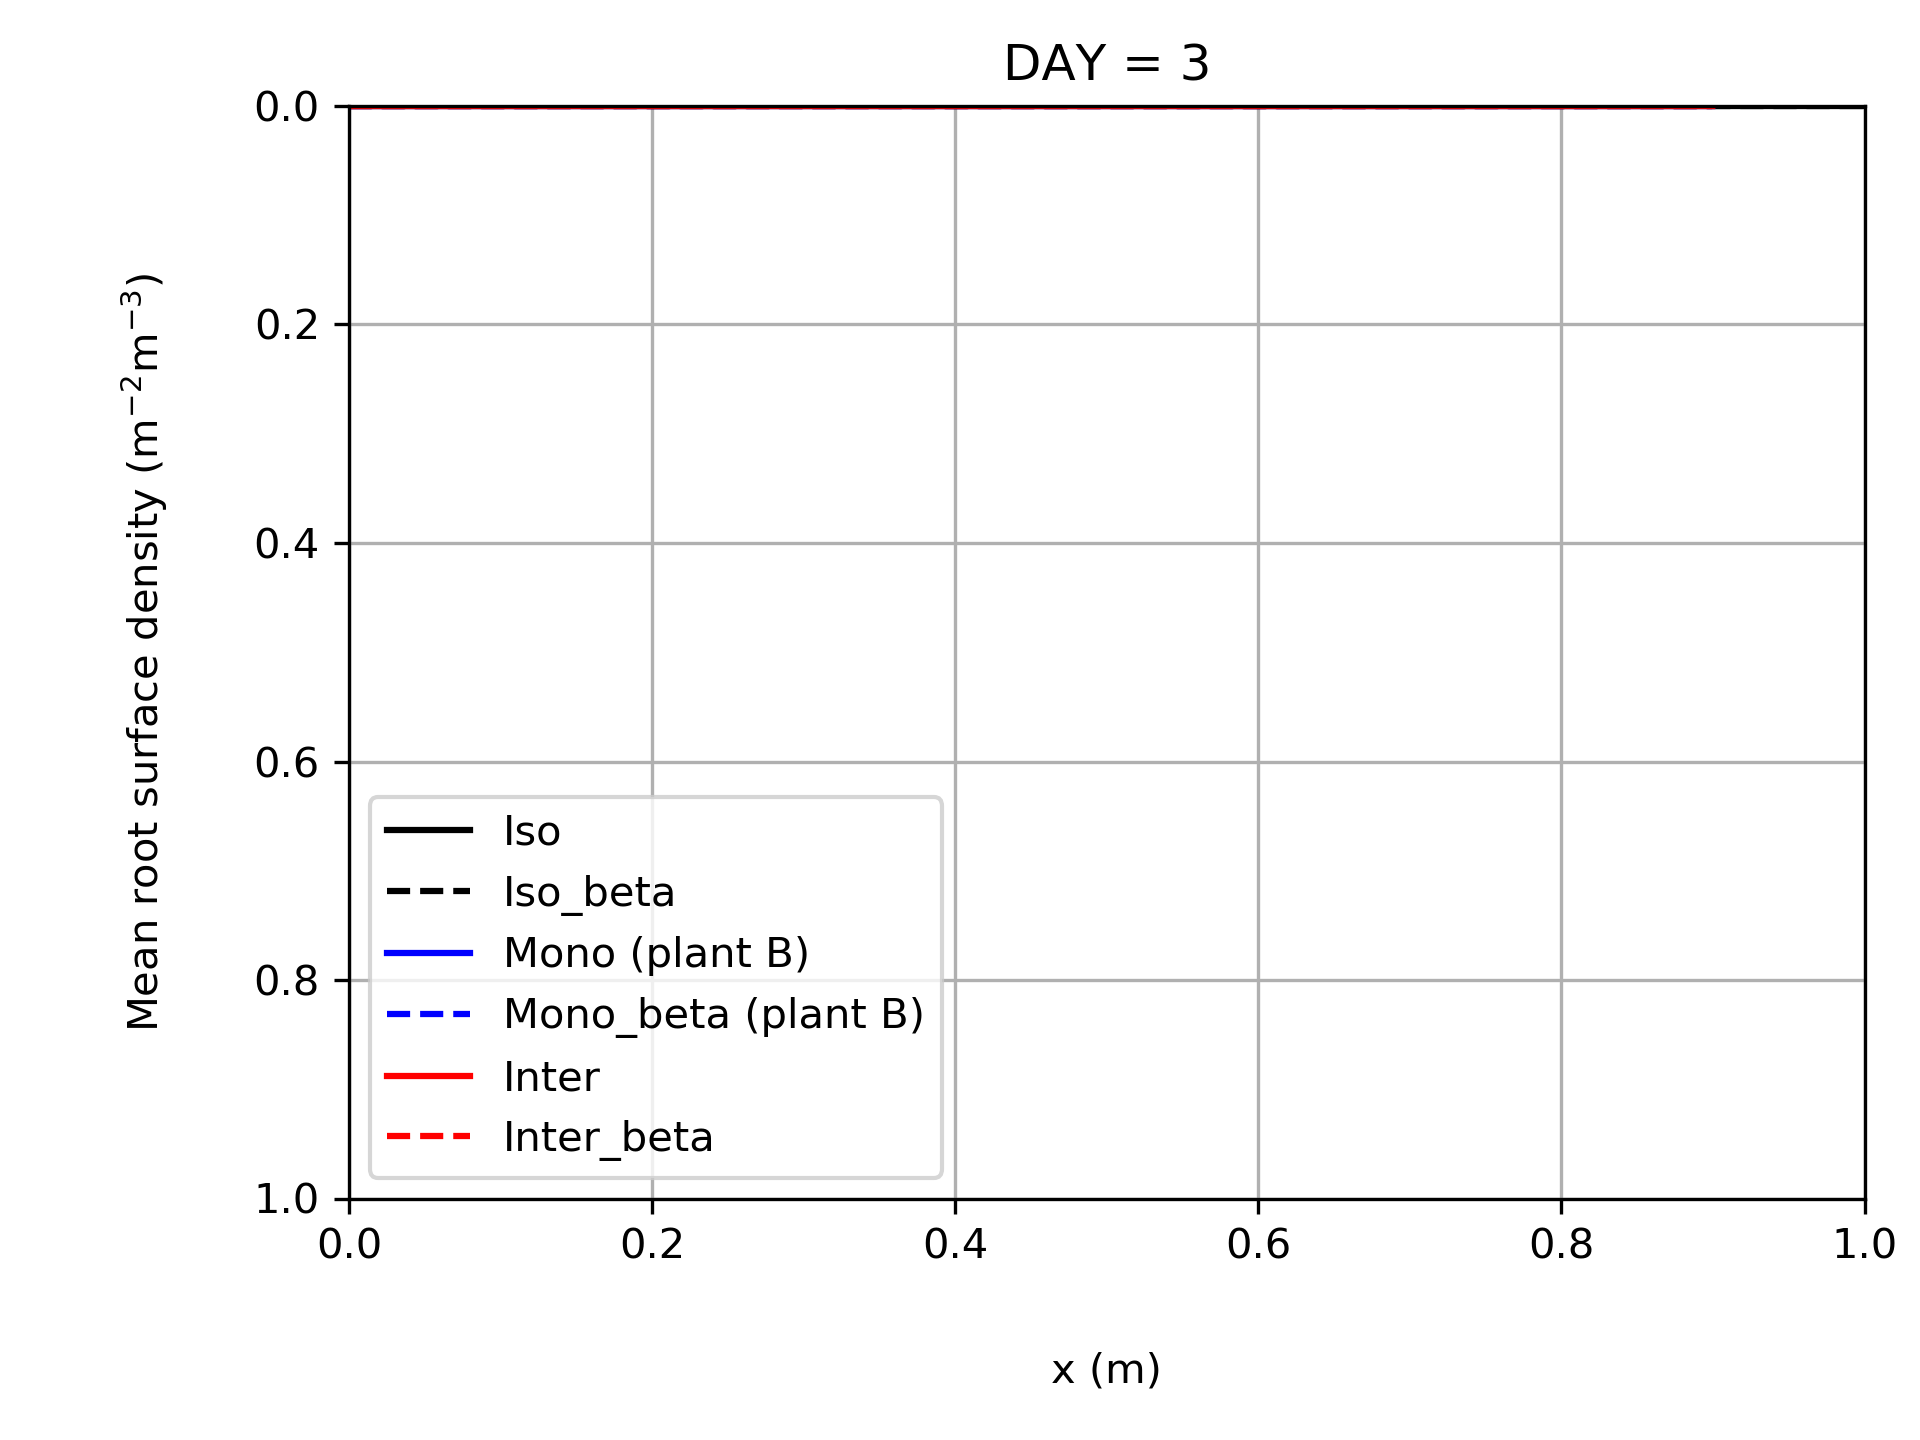 DAY = 3
Mean root surface density (m⁻²m⁻³)
0.0
0.2
0.4
0.6
0.8
1.0
Iso
Iso_beta
Mono (plant B)
Mono_beta (plant B)
Inter
Inter_beta
0.0 0.2 0.4 0.6 0.8 1.0
x (m)